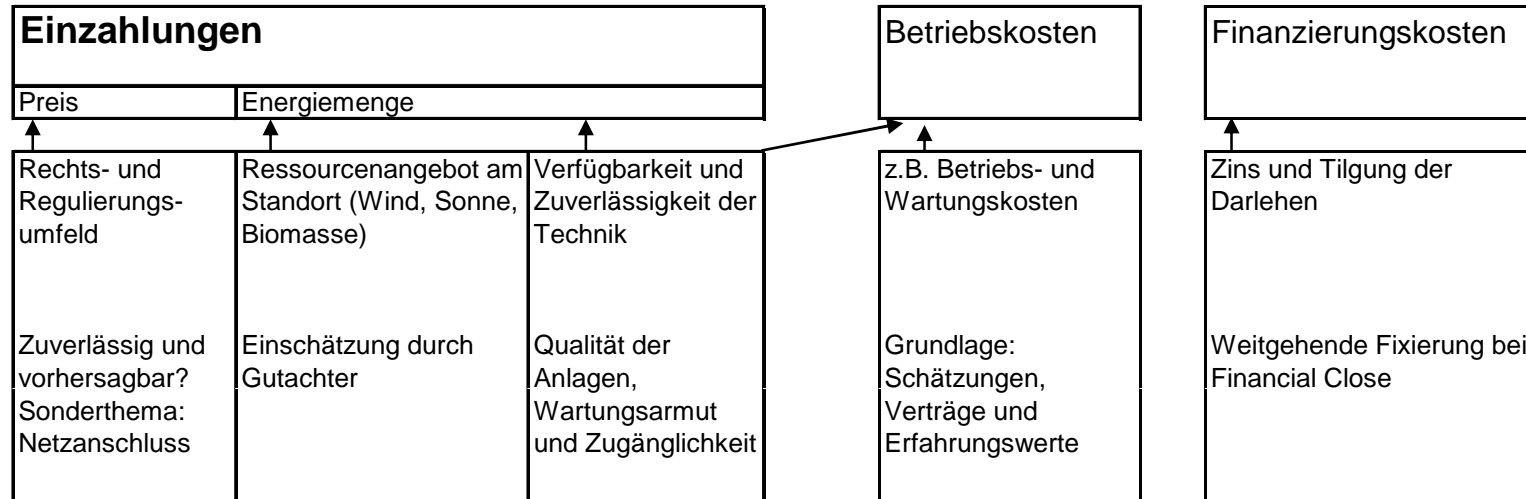 Einzahlungen
Preis
Energiemenge
Betriebskosten
Finanzierungskosten
Rechts- und
Regulierungs-
umfeld
Zuverlässig und
vorhersagbar?
Sonderthema:
Netzanschluss
Ressourcenangebot am
Standort (Wind, Sonne,
Biomasse)
Einschätzung durch
Gutachter
Verfügbarkeit und
Zuverlässigkeit der
Technik
Qualität der
Anlagen,
Wartungsarmut
und Zugänglichkeit
z.B. Betriebs- und
Wartungskosten
Grundlage:
Schätzungen,
Verträge und
Erfahrungswerte
Zins und Tilgung der
Darlehen
Weitgehende Fixierung bei
Financial Close